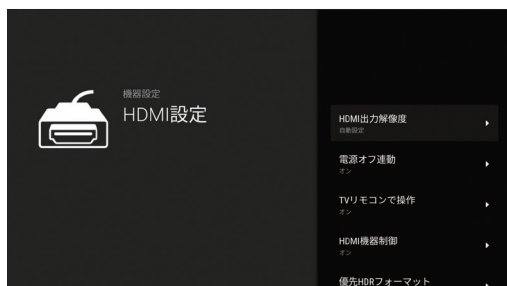 機器設定
HDMI設定
HDMI出力解像度
自動設定
電源オフ連動
オン
TVリモコンで操作
オン
HDMI機器制御
オン
優先HDRフォーマット